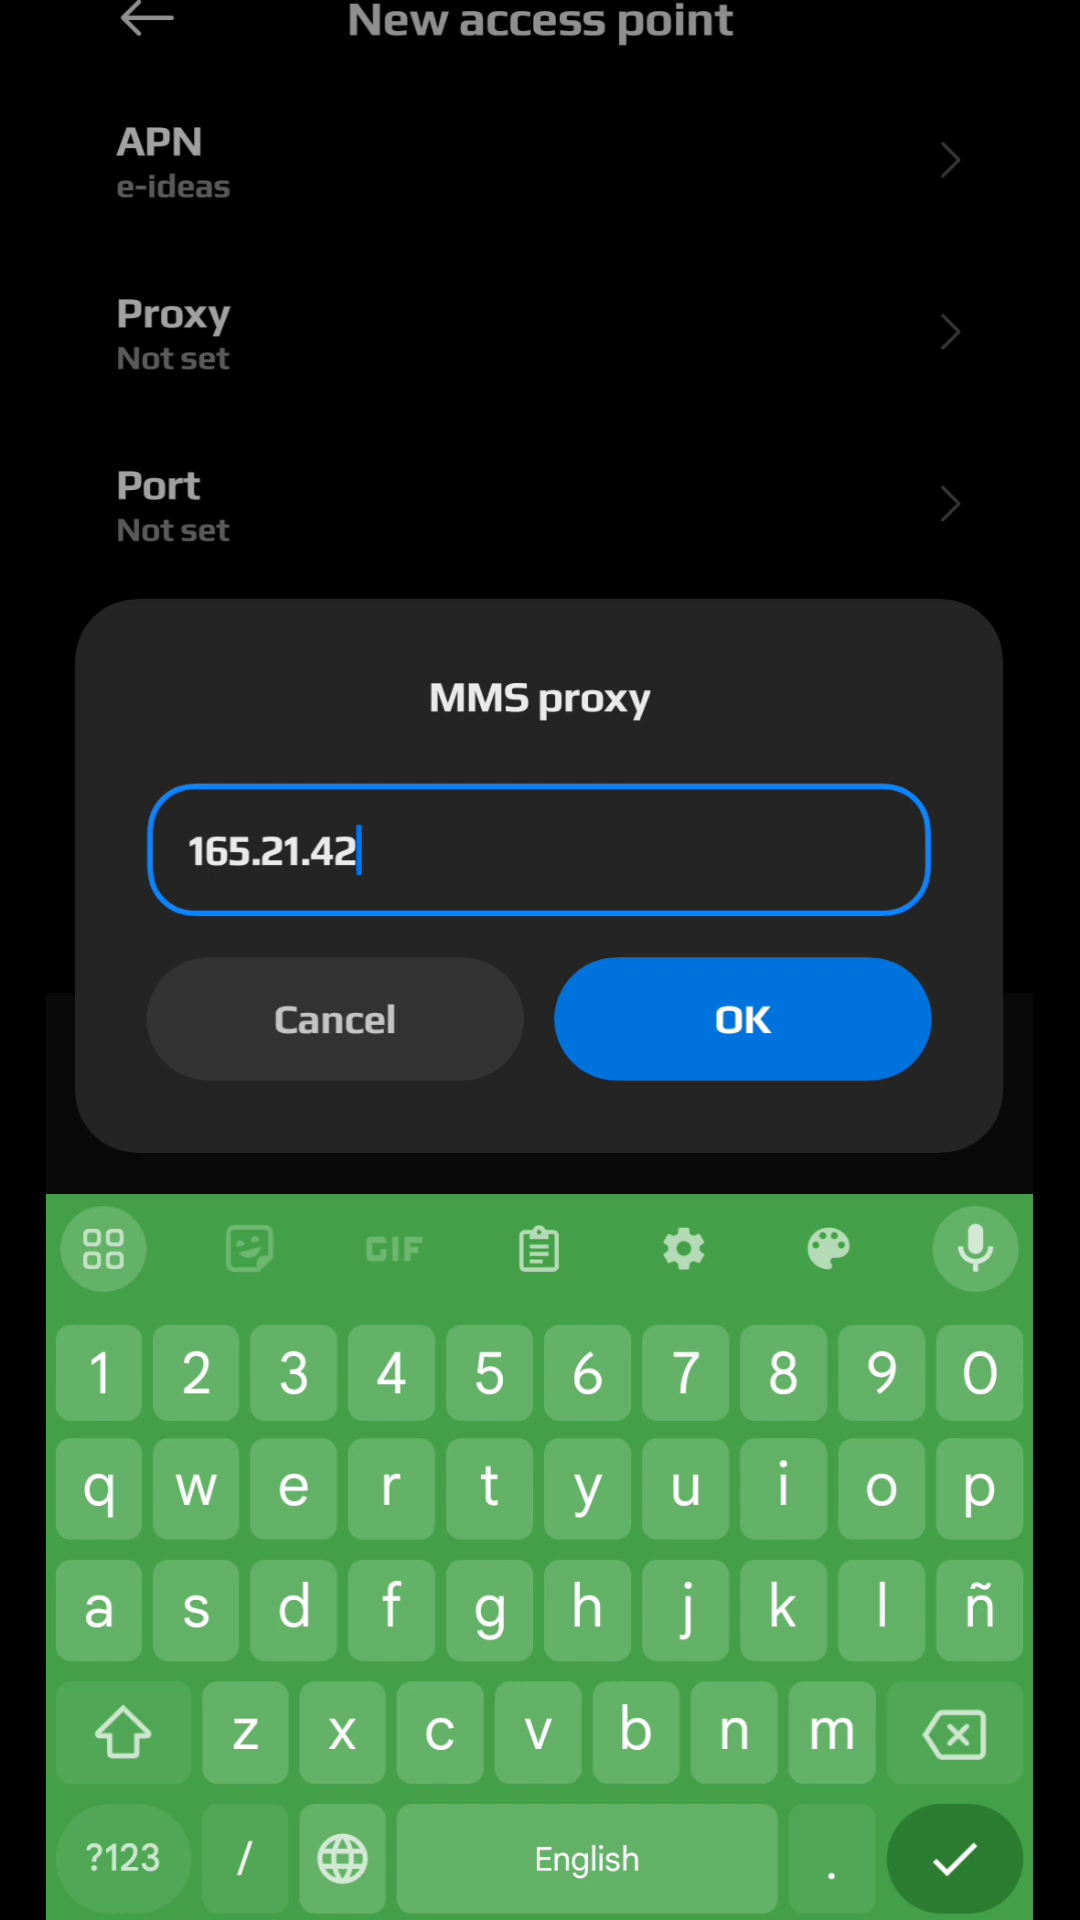 New access point
APN
e-ideas
Proxy
Not set
Port
Not set
MMS proxy
165.21.42
Cancel
OK
GIF
1 2 3 4 5 6 7 8 9 0
q w e r t y u i o p
a s d f g h j k l ñ
z x c v b n m
?123 / English .